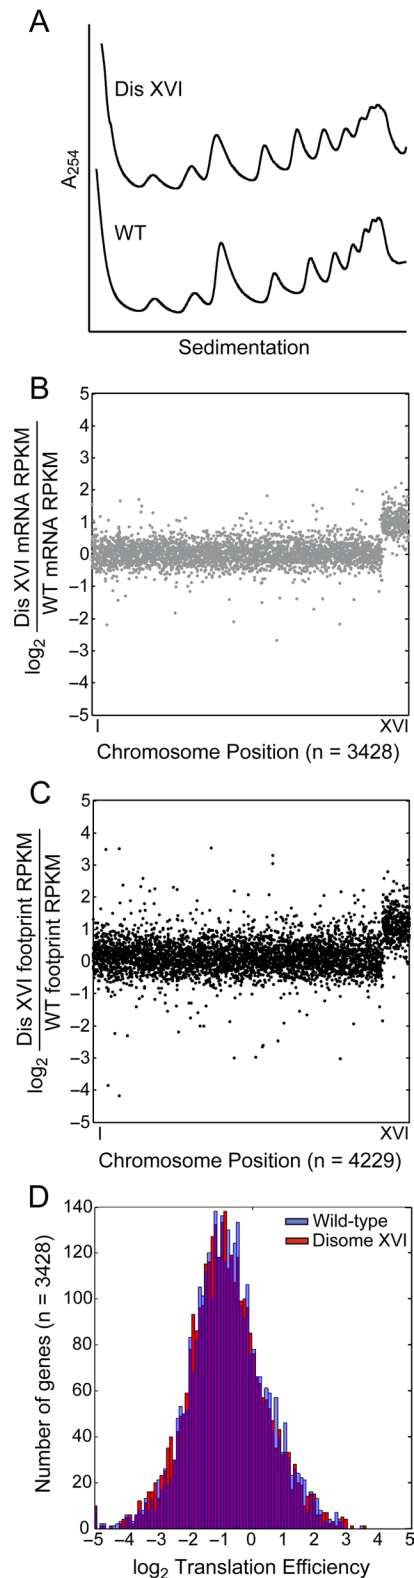 A
Dis XVI
WT
A254
Sedimentation
B
5
4
3
2
1
0
−1
−2
−3
−4
−5
log2 Dis XVI mRNA RPKM
WT mRNA RPKM
I XVI
Chromosome Position (n = 3428)
C
5
4
3
2
1
0
−1
−2
−3
−4
−5
log2 Dis XVI footprint RPKM
WT footprint RPKM
I XVI
Chromosome Position (n = 4229)
D
140
120
100
80
60
40
20
0
Number of genes (n = 3428)
Wild-type
Disome XVI
−5 −4 −3 −2 −1 0 1 2 3 4 5
log2 Translation Efficiency